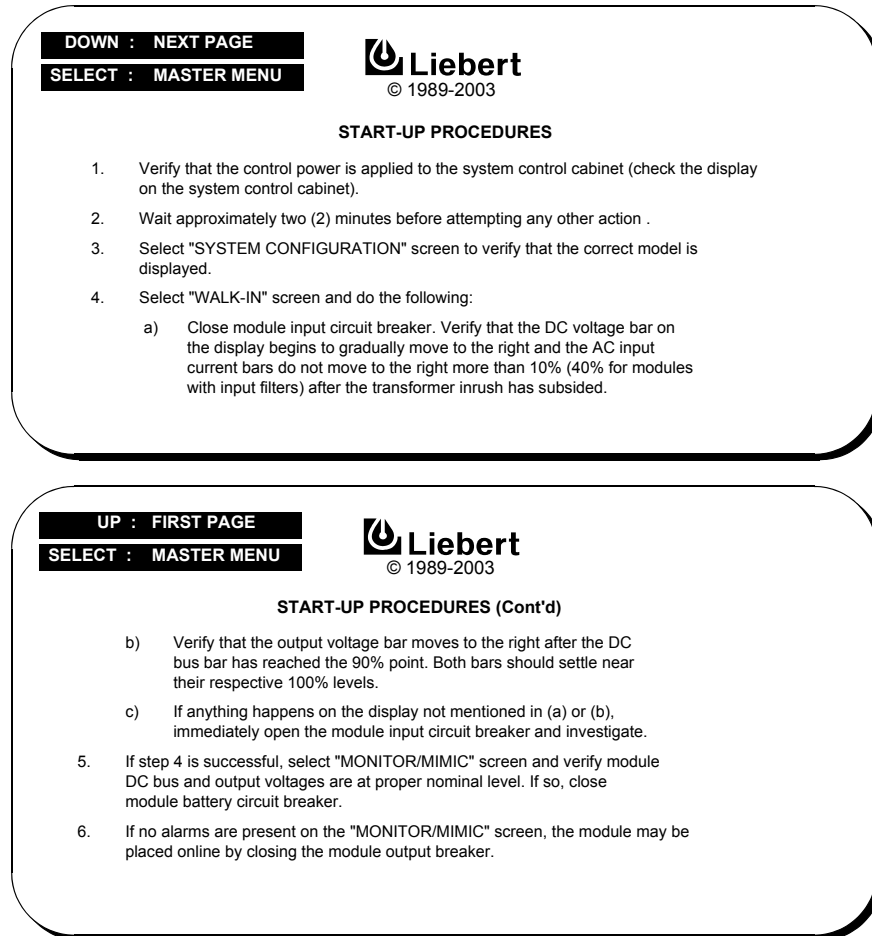 DOWN : NEXT PAGE
SELECT : MASTER MENU
Liebert
© 1989-2003
START-UP PROCEDURES
1. Verify that the control power is applied to the system control cabinet (check the display
on the system control cabinet).
2. Wait approximately two (2) minutes before attempting any other action .
3. Select "SYSTEM CONFIGURATION" screen to verify that the correct model is
displayed.
4. Select "WALK-IN" screen and do the following:
a) Close module input circuit breaker. Verify that the DC voltage bar on
the display begins to gradually move to the right and the AC input
current bars do not move to the right more than 10% (40% for modules
with input filters) after the transformer inrush has subsided.
UP : FIRST PAGE
SELECT : MASTER MENU
Liebert
© 1989-2003
START-UP PROCEDURES (Cont'd)
b) Verify that the output voltage bar moves to the right after the DC
bus bar has reached the 90% point. Both bars should settle near
their respective 100% levels.
c) If anything happens on the display not mentioned in (a) or (b),
immediately open the module input circuit breaker and investigate.
5. If step 4 is successful, select "MONITOR/MIMIC" screen and verify module
DC bus and output voltages are at proper nominal level. If so, close
module battery circuit breaker.
6. If no alarms are present on the "MONITOR/MIMIC" screen, the module may be
placed online by closing the module output breaker.